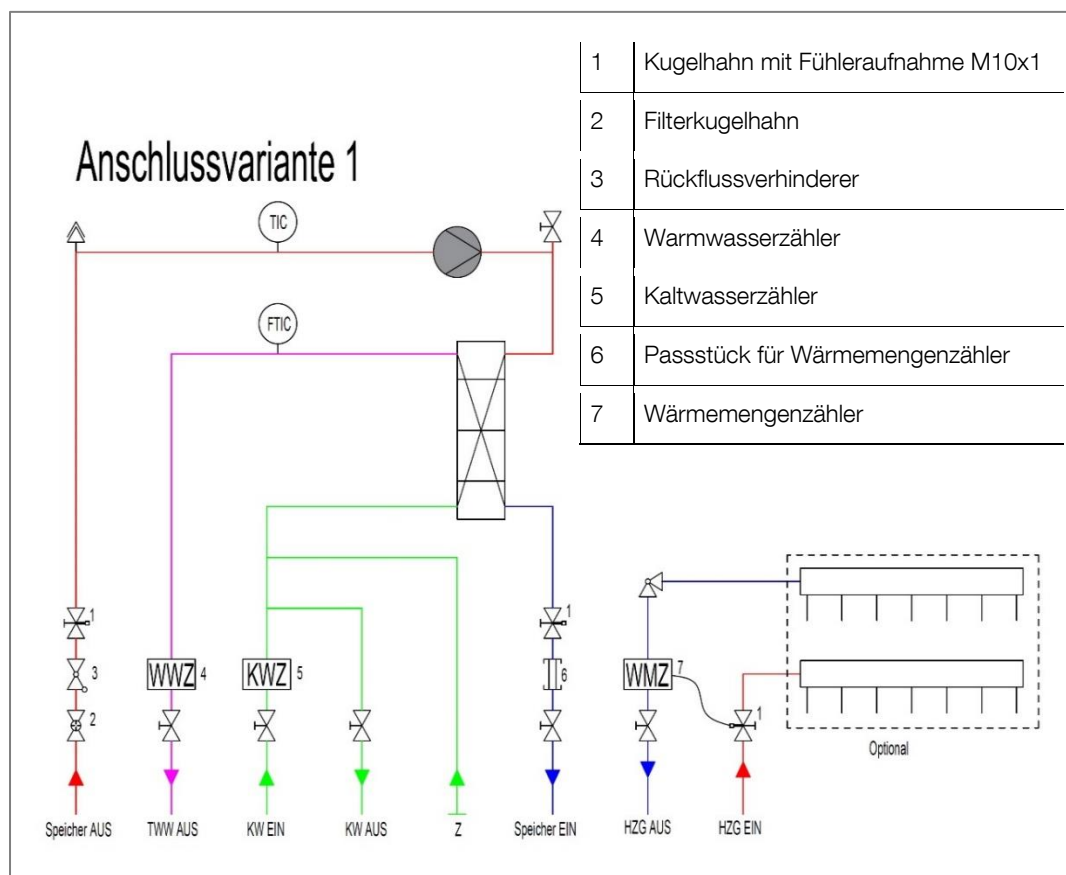 1 Kugelhahn mit Fühleraufnahme M10x1
2 Filterkugelhahn
3 Rückflussverhinderer
4 Warmwasserzähler
5 Kaltwasserzähler
6 Passstück für Wärmemengenzähler
7 Wärmemengenzähler
Anschlussvariante 1
TIC
FTIC
1
3
2
WWZ 4
KWZ 5
1
6
WMZ 7
1
Optional
Speicher AUS
TWW AUS
KW EIN
KW AUS
Z
Speicher EIN
HZG AUS
HZG EIN